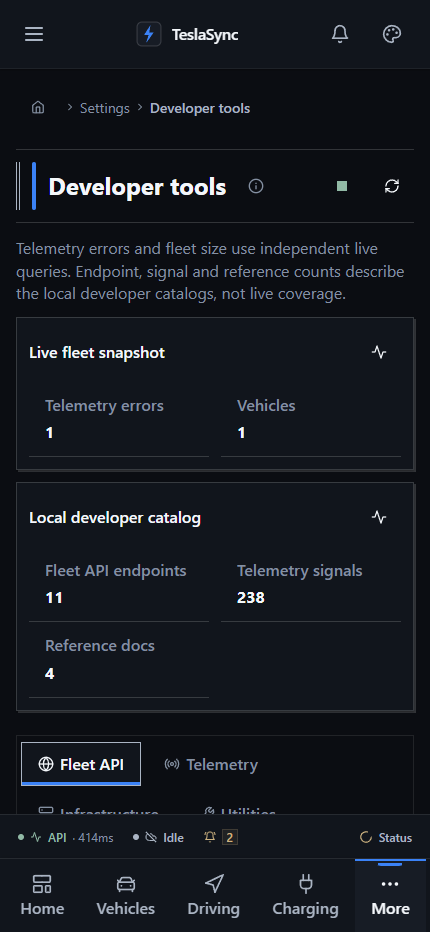 TeslaSync
Settings
Developer tools
Developer tools
Telemetry errors and fleet size use independent live
queries. Endpoint, signal and reference counts describe
the local developer catalogs, not live coverage.
Live fleet snapshot
Telemetry errors
Vehicles
1
1
Local developer catalog
Fleet API endpoints
Telemetry signals
11
238
Reference docs
4
Fleet API
Telemetry
Infrastructure
Utilities
API · 414ms
Idle
2
Status
Home
Vehicles
Driving
Charging
More